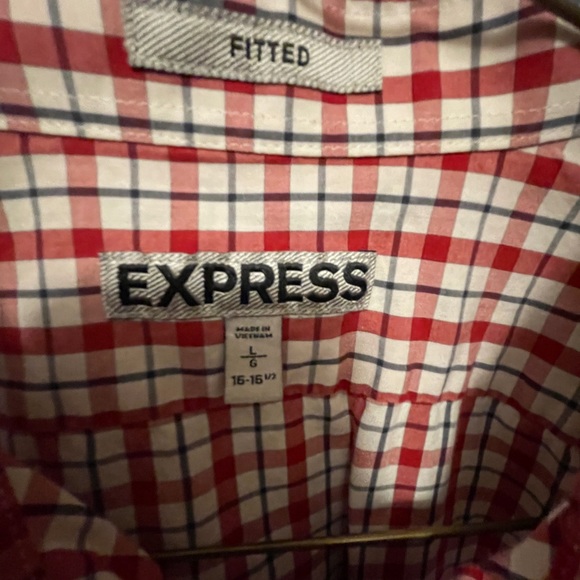 FITTED
EXPRESS
MADE IN
VIETNAM
L
G
16-16 1/2